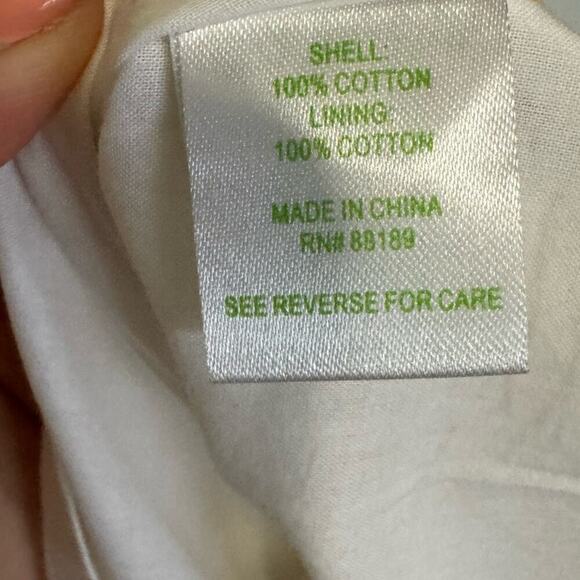 SHELL:
100% COTTON
LINING:
100% COTTON
MADE IN CHINA
RN# 88189
SEE REVERSE FOR CARE